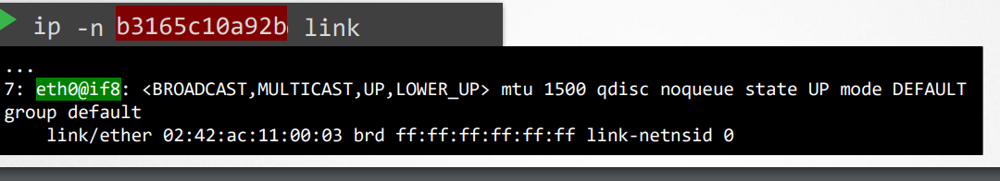 ip -n b3165c10a92b link
...
7: eth0@if8: <BROADCAST,MULTICAST,UP,LOWER_UP> mtu 1500 qdisc noqueue state UP mode DEFAULT
group default
link/ether 02:42:ac:11:00:03 brd ff:ff:ff:ff:ff:ff link-netnsid 0